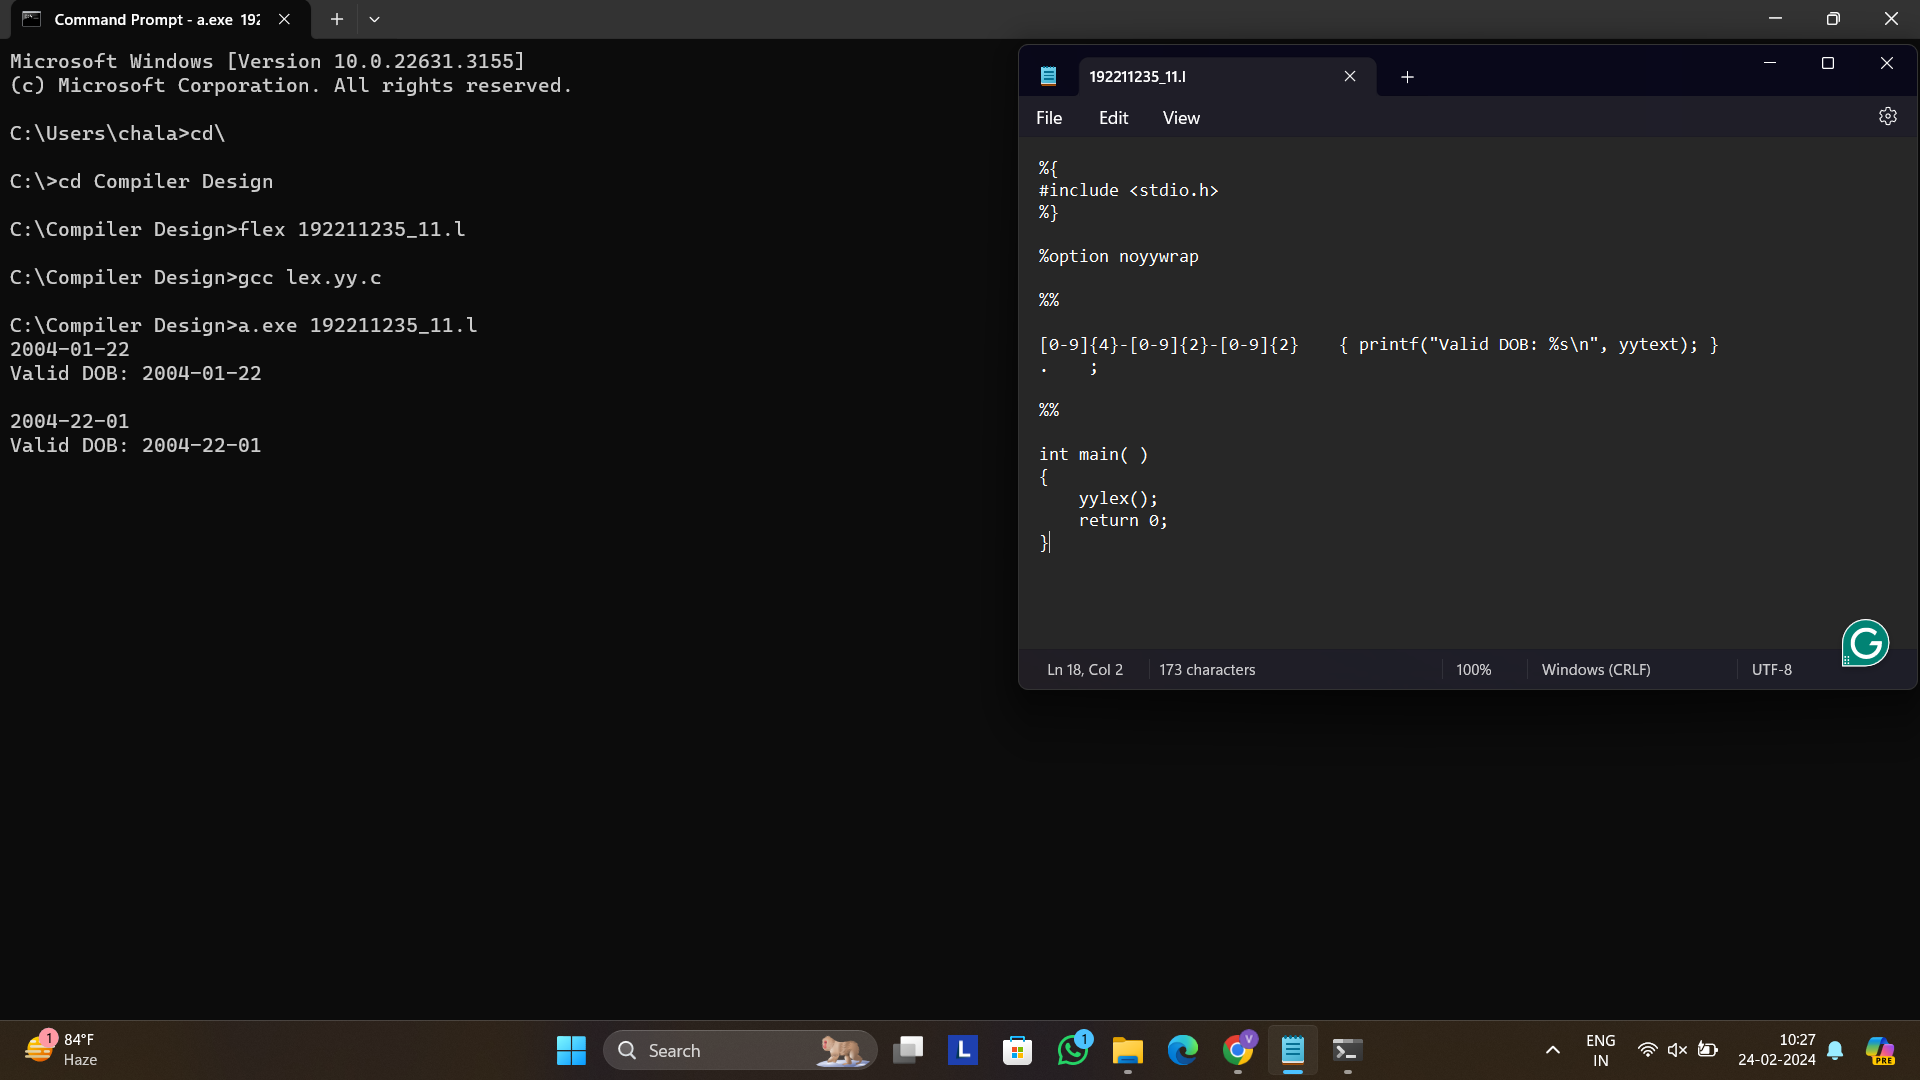 Command Prompt - a.exe 192
Microsoft Windows [Version 10.0.22631.3155]
(c) Microsoft Corporation. All rights reserved.
C:\Users\chala>cd\
C:\>cd Compiler Design
C:\Compiler Design>flex 192211235_11.l
C:\Compiler Design>gcc lex.yy.c
C:\Compiler Design>a.exe 192211235_11.l
2004-01-22
Valid DOB: 2004-01-22
2004-22-01
Valid DOB: 2004-22-01
192211235_11.l
File Edit View
%{
#include <stdio.h>
%}
%option noyywrap
%%
[0-9]{4}-[0-9]{2}-[0-9]{2}    { printf("Valid DOB: %s\n", yytext); }
.    ;
%%
int main( )
{
    yylex();
    return 0;
}
Ln 18, Col 2 173 characters 100% Windows (CRLF) UTF-8
G
1
84°F
Haze
Search
L
1
V
ENG
IN
10:27
24-02-2024
PRE